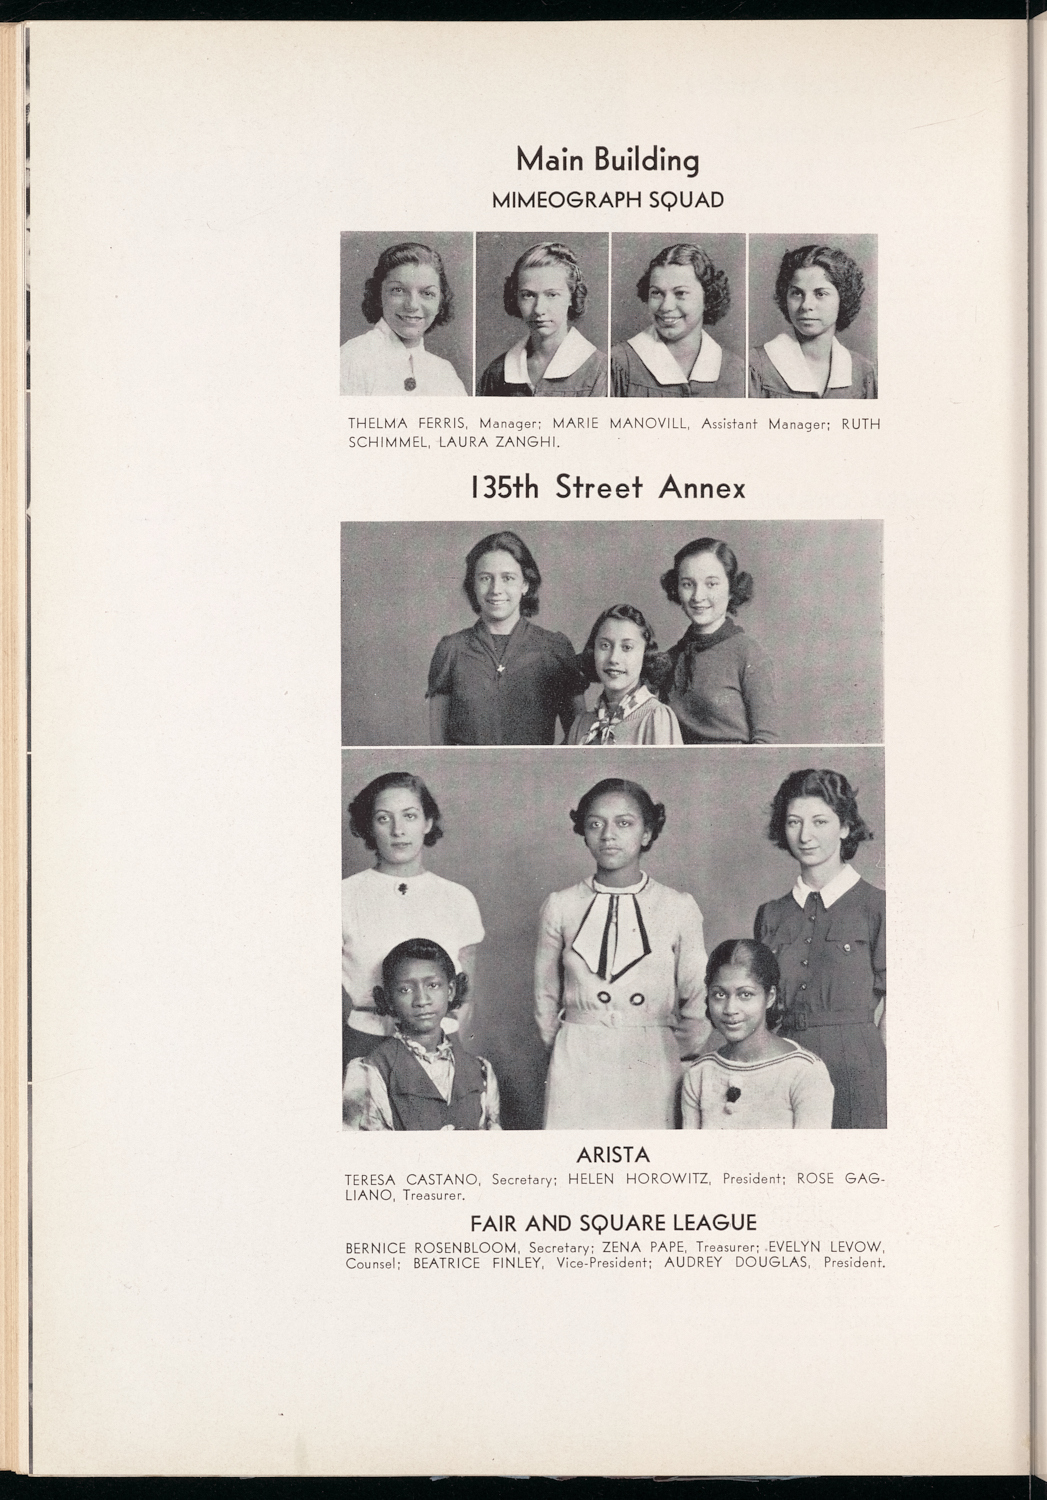 Main Building
MIMEOGRAPH SQUAD
THELMA FERRIS, Manager; MARIE MANOVILL, Assistant Manager; RUTH
SCHIMMEL, LAURA ZANGHI.
135th Street Annex
ARISTA
TERESA CASTANO, Secretary; HELEN HOROWITZ, President; ROSE GAG-
LIANO, Treasurer.
FAIR AND SQUARE LEAGUE
BERNICE ROSENBLOOM, Secretary; ZENA PAPE, Treasurer; EVELYN LEVOW,
Counsel; BEATRICE FINLEY, Vice-President; AUDREY DOUGLAS, President.